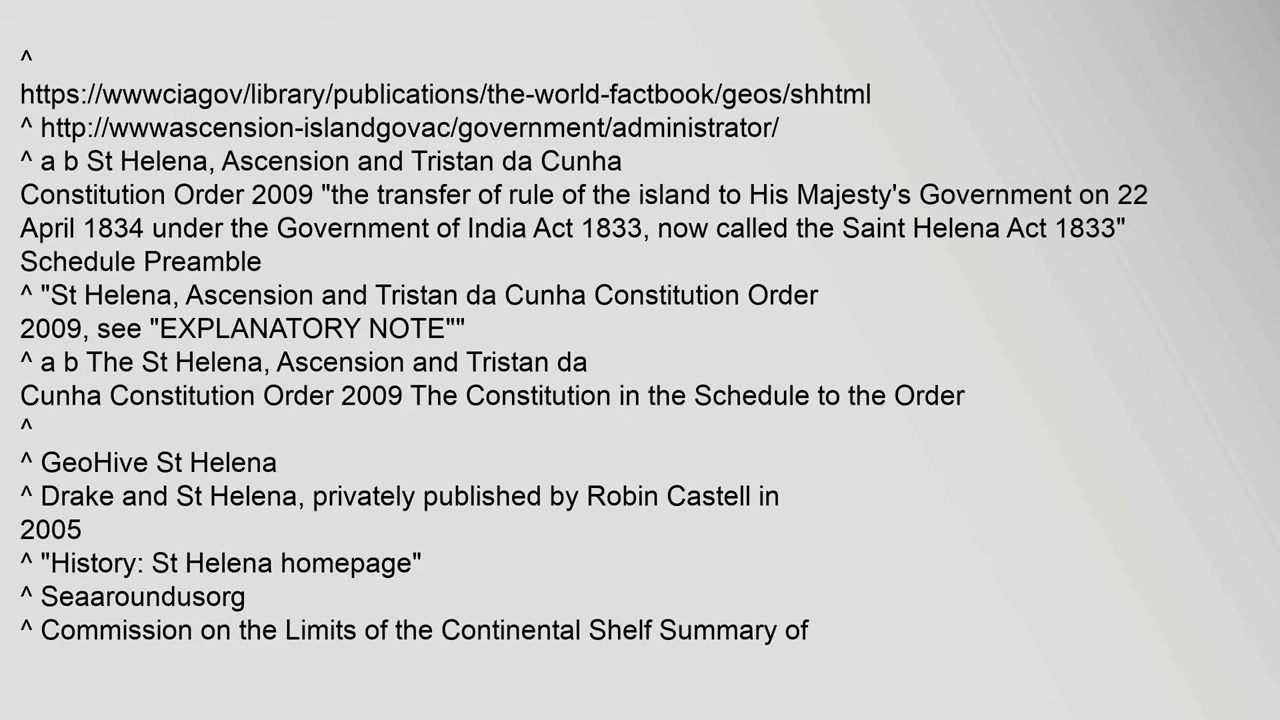 ^
https://wwwciagov/library/publications/the-world-factbook/geos/shhtml
^ http://wwwascension-islandgovac/government/administrator/
^ a b St Helena, Ascension and Tristan da Cunha
Constitution Order 2009 "the transfer of rule of the island to His Majesty's Government on 22
April 1834 under the Government of India Act 1833, now called the Saint Helena Act 1833"
Schedule Preamble
^ "St Helena, Ascension and Tristan da Cunha Constitution Order
2009, see "EXPLANATORY NOTE""
^ a b The St Helena, Ascension and Tristan da
Cunha Constitution Order 2009 The Constitution in the Schedule to the Order
^
^ GeoHive St Helena
^ Drake and St Helena, privately published by Robin Castell in
2005
^ "History: St Helena homepage"
^ Seaaroundusorg
^ Commission on the Limits of the Continental Shelf Summary of